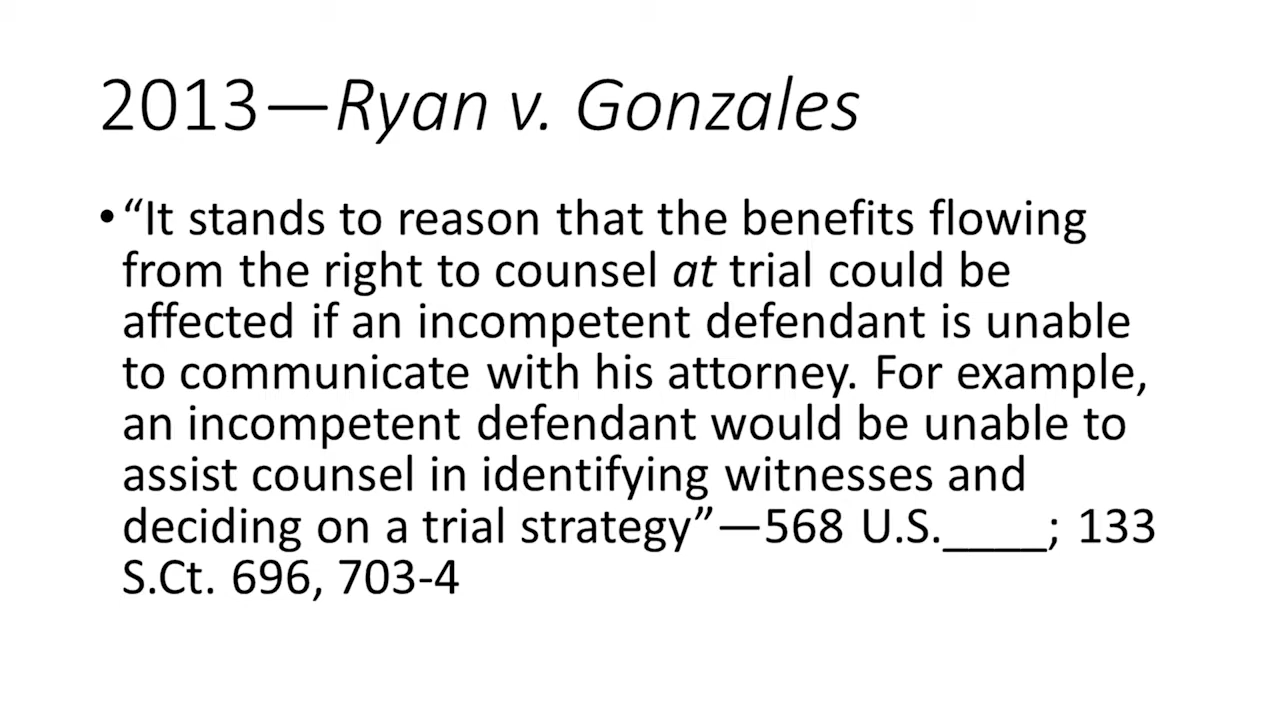 2013—Ryan v. Gonzales
•“It stands to reason that the benefits flowing
from the right to counsel at trial could be
affected if an incompetent defendant is unable
to communicate with his attorney. For example,
an incompetent defendant would be unable to
assist counsel in identifying witnesses and
deciding on a trial strategy”—568 U.S.____; 133
S.Ct. 696, 703-4